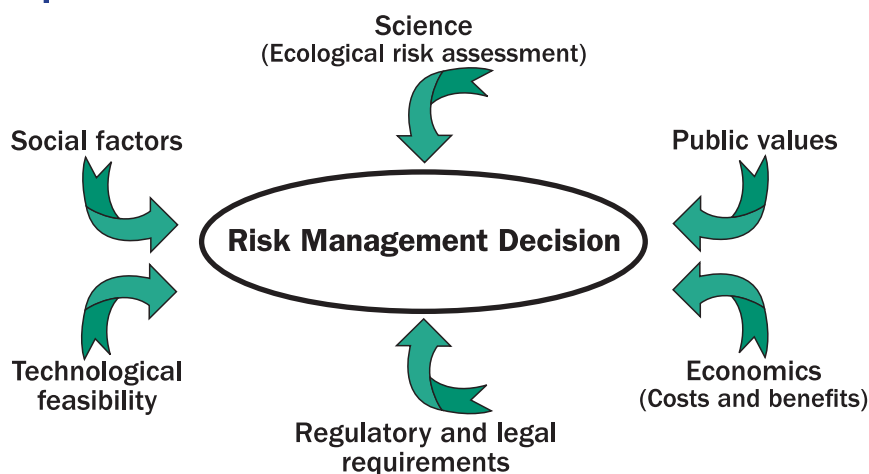 Science
(Ecological risk assessment)
Social factors
Public values
Risk Management Decision
Technological
feasibility
Economics
(Costs and benefits)
Regulatory and legal
requirements